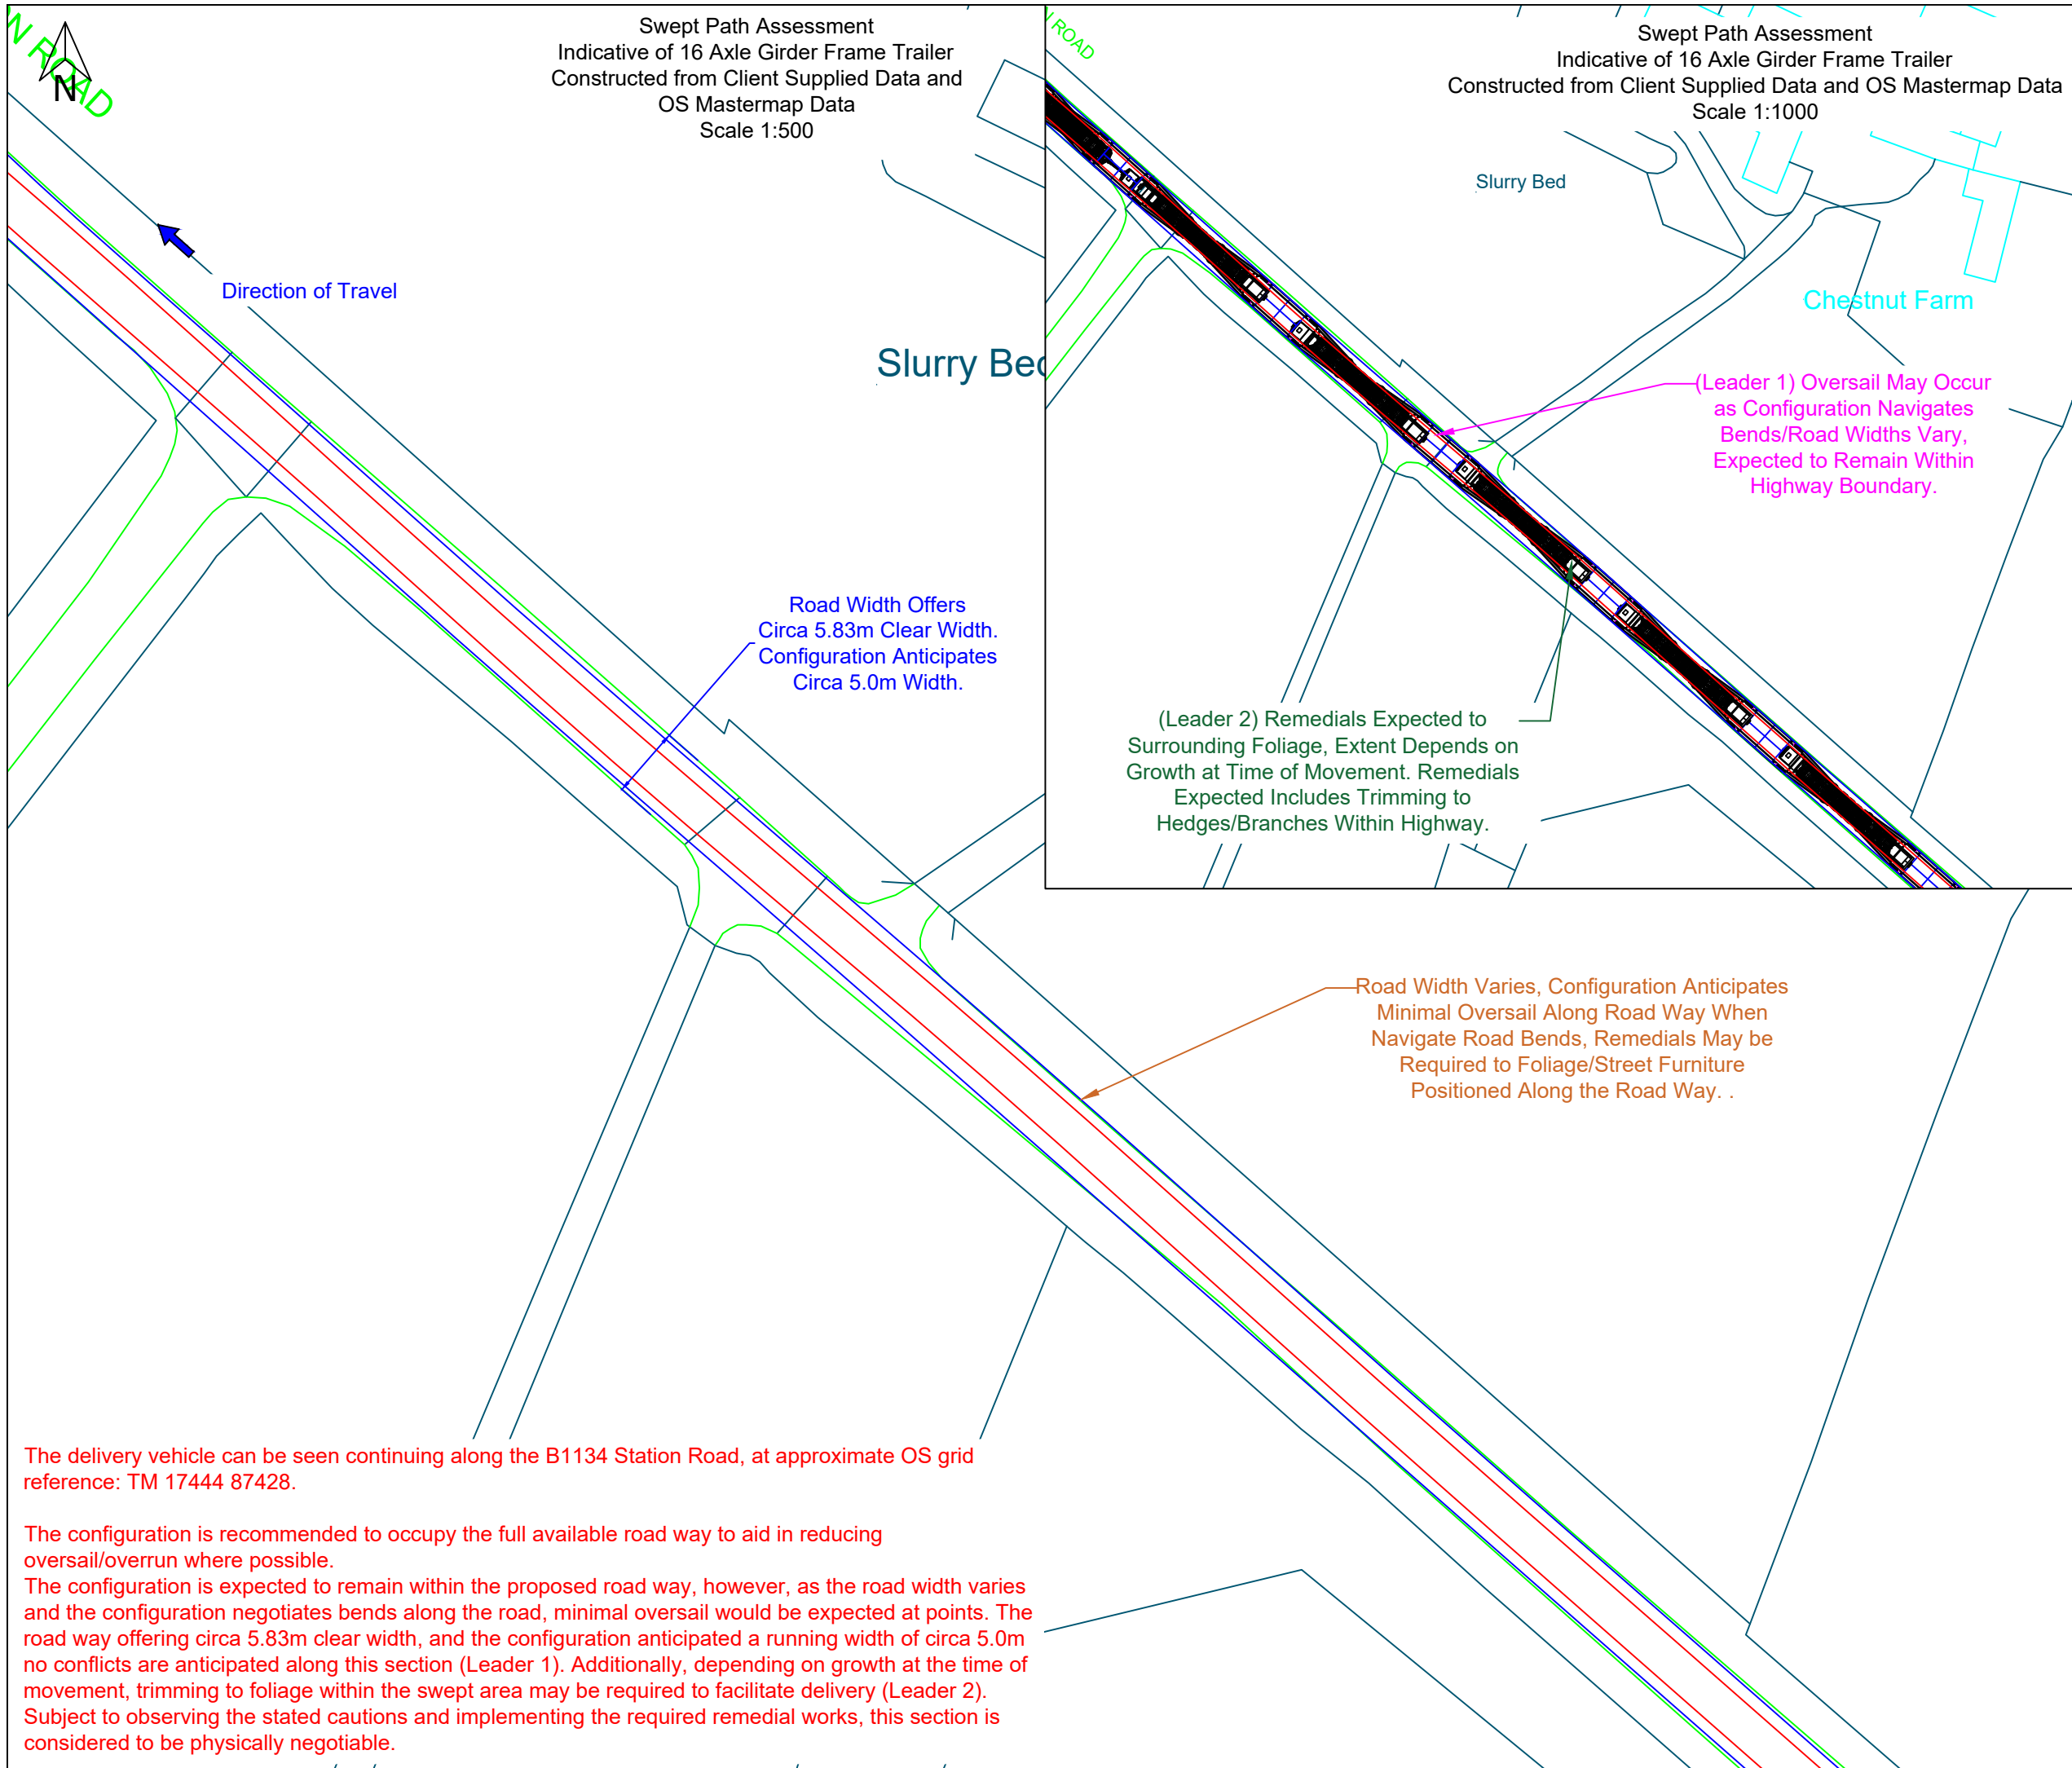 N ROAD
N
Swept Path Assessment
Indicative of 16 Axle Girder Frame Trailer
Constructed from Client Supplied Data and
OS Mastermap Data
Scale 1:500
Direction of Travel
Slurry Bed
Road Width Offers
Circa 5.83m Clear Width.
Configuration Anticipates
Circa 5.0m Width.
N ROAD
Swept Path Assessment
Indicative of 16 Axle Girder Frame Trailer
Constructed from Client Supplied Data and OS Mastermap Data
Scale 1:1000
Slurry Bed
Chestnut Farm
(Leader 1) Oversail May Occur
as Configuration Navigates
Bends/Road Widths Vary,
Expected to Remain Within
Highway Boundary.
(Leader 2) Remedials Expected to
Surrounding Foliage, Extent Depends on
Growth at Time of Movement. Remedials
Expected Includes Trimming to
Hedges/Branches Within Highway.
Road Width Varies, Configuration Anticipates
Minimal Oversail Along Road Way When
Navigate Road Bends, Remedials May be
Required to Foliage/Street Furniture
Positioned Along the Road Way. .
The delivery vehicle can be seen continuing along the B1134 Station Road, at approximate OS grid
reference: TM 17444 87428.
The configuration is recommended to occupy the full available road way to aid in reducing
oversail/overrun where possible.
The configuration is expected to remain within the proposed road way, however, as the road width varies
and the configuration negotiates bends along the road, minimal oversail would be expected at points. The
road way offering circa 5.83m clear width, and the configuration anticipated a running width of circa 5.0m
no conflicts are anticipated along this section (Leader 1). Additionally, depending on growth at the time of
movement, trimming to foliage within the swept area may be required to facilitate delivery (Leader 2).
Subject to observing the stated cautions and implementing the required remedial works, this section is
considered to be physically negotiable.